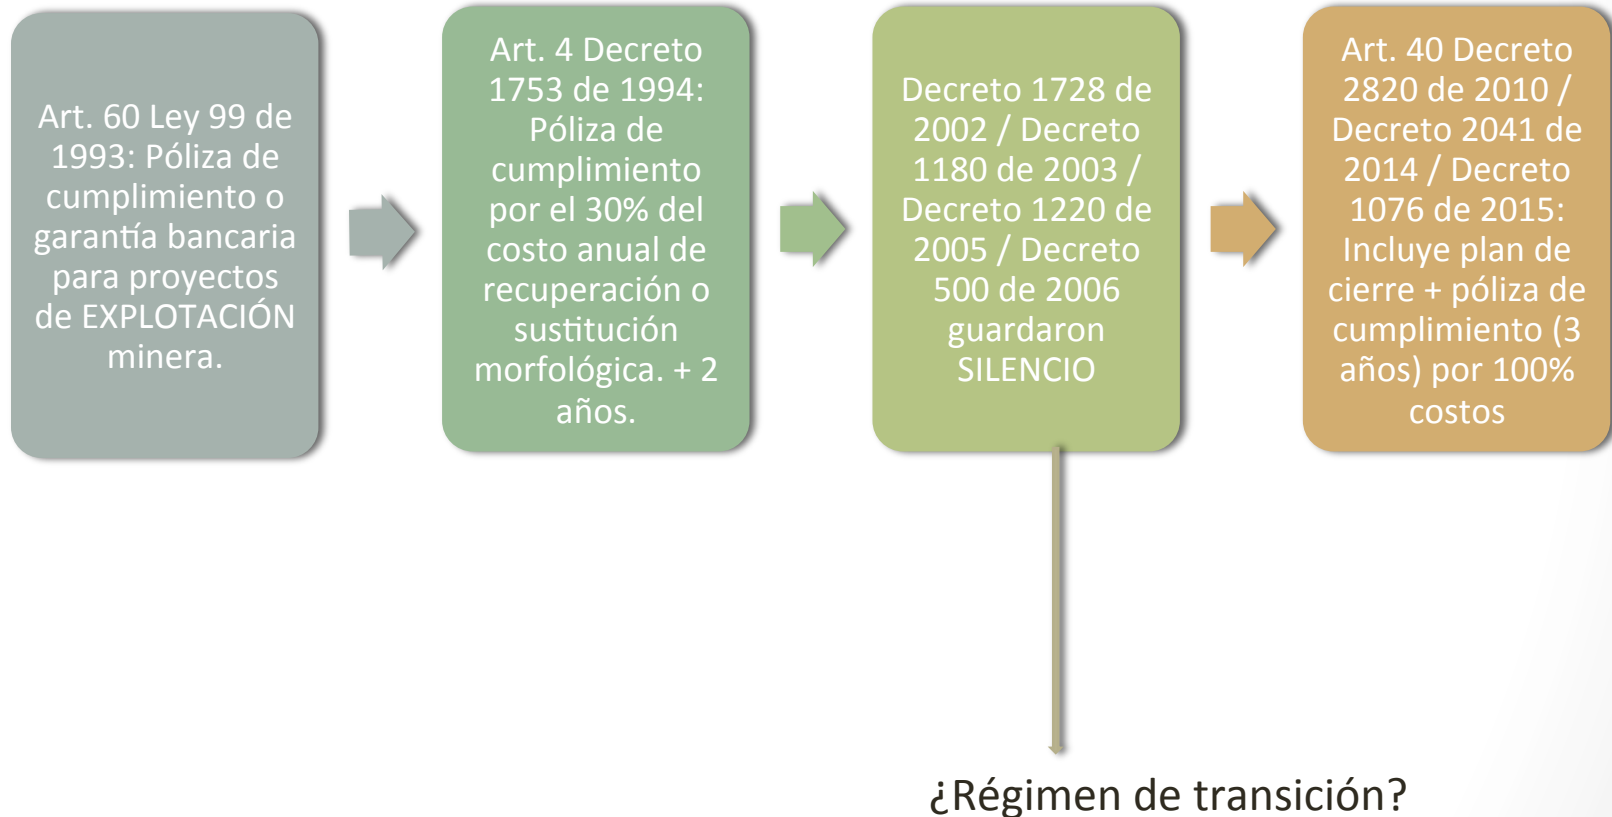 Art. 60 Ley 99 de
1993: Póliza de
cumplimiento o
garantía bancaria
para proyectos
de EXPLOTACIÓN
minera.
Art. 4 Decreto
1753 de 1994:
Póliza de
cumplimiento
por el 30% del
costo anual de
recuperación o
sustitución
morfológica. + 2
años.
Decreto 1728 de
2002 / Decreto
1180 de 2003 /
Decreto 1220 de
2005 / Decreto
500 de 2006
guardaron
SILENCIO
Art. 40 Decreto
2820 de 2010 /
Decreto 2041 de
2014 / Decreto
1076 de 2015:
Incluye plan de
cierre + póliza de
cumplimiento (3
años) por 100%
costos
¿Régimen de transición?